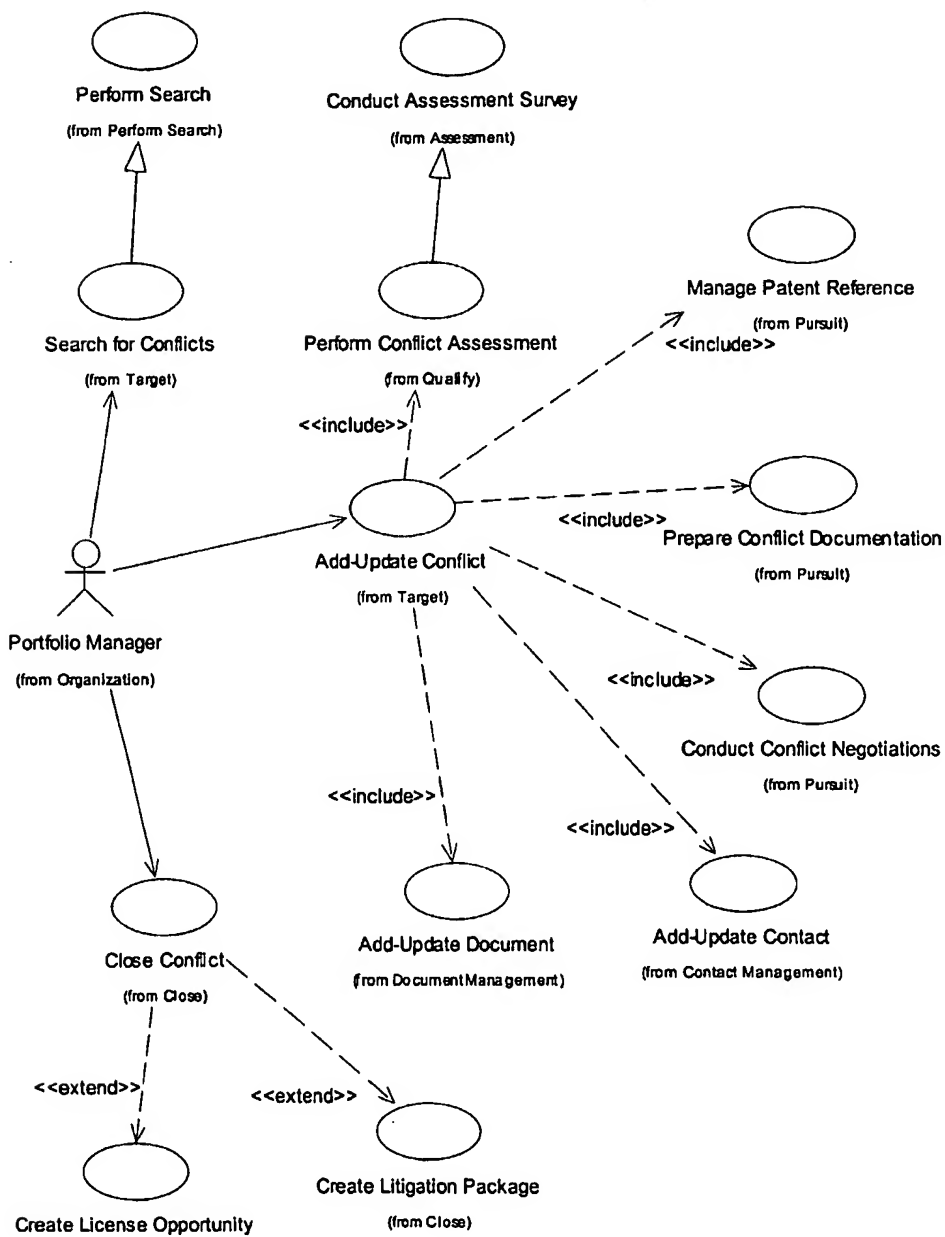 Perform Search
(from Perform Search)
Conduct Assessment Survey
(from Assessment)
Manage Patent Reference
(from Pursuit)
<<include>>
Search for Conflicts
(from Target)
Perform Conflict Assessment
(from Qualify)
<<include>>
<<include>>
Prepare Conflict Documentation
(from Pursuit)
Add-Update Conflict
(from Target)
Portfolio Manager
(from Organization)
<<include>>
Conduct Conflict Negotiations
(from Pursuit)
<<include>>
<<include>>
Add-Update Document
(from Document Management)
Add-Update Contact
(from Contact Management)
Close Conflict
(from Close)
<<extend>>
<<extend>>
Create Litigation Package
(from Close)
Create License Opportunity